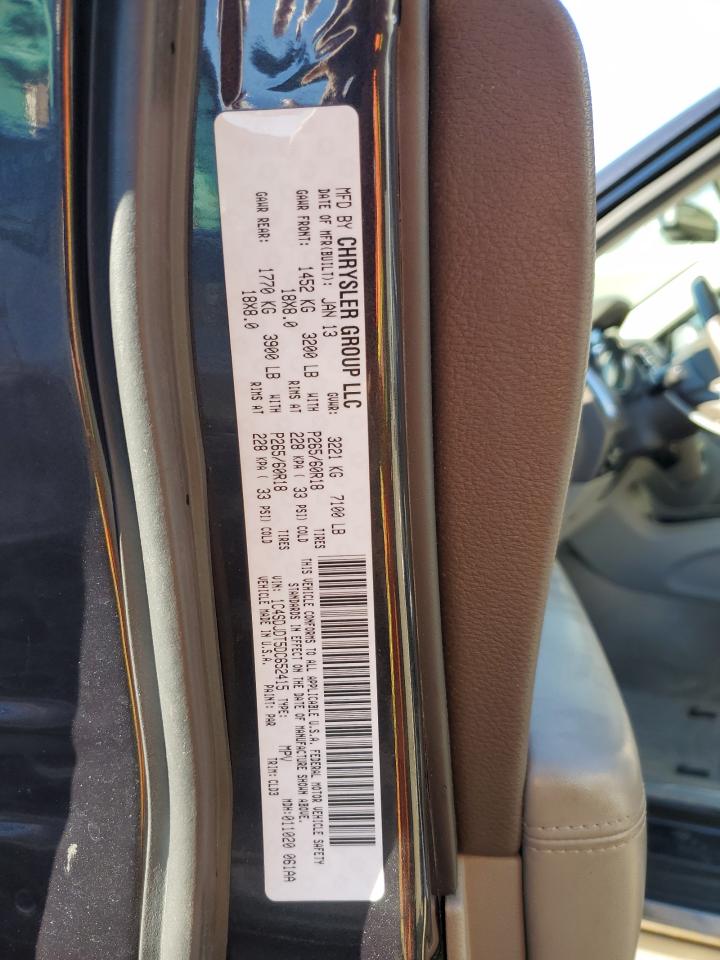 MFD BY CHRYSLER GROUP LLC
DATE OF MFR(BUILT): JAN 13 GVWR: 3221 KG 7100 LB
GAWR FRONT: 1452 KG 3200 LB WITH P265/60R18 TIRES
18X8.0 RIMS AT 228 KPA ( 33 PSI) COLD
GAWR REAR: 1770 KG 3900 LB WITH P265/60R18 TIRES
18X8.0 RIMS AT 228 KPA ( 33 PSI) COLD
THIS VEHICLE CONFORMS TO ALL APPLICABLE U.S.A. FEDERAL MOTOR VEHICLE SAFETY
STANDARDS IN EFFECT ON THE DATE OF MANUFACTURE SHOWN ABOVE.
VIN: 1C4SDJDT5DC652415 TYPE: MPV MDH:011020 061AA
VEHICLE MADE IN U.S.A. PAINT: PAR TRIM:CLD3